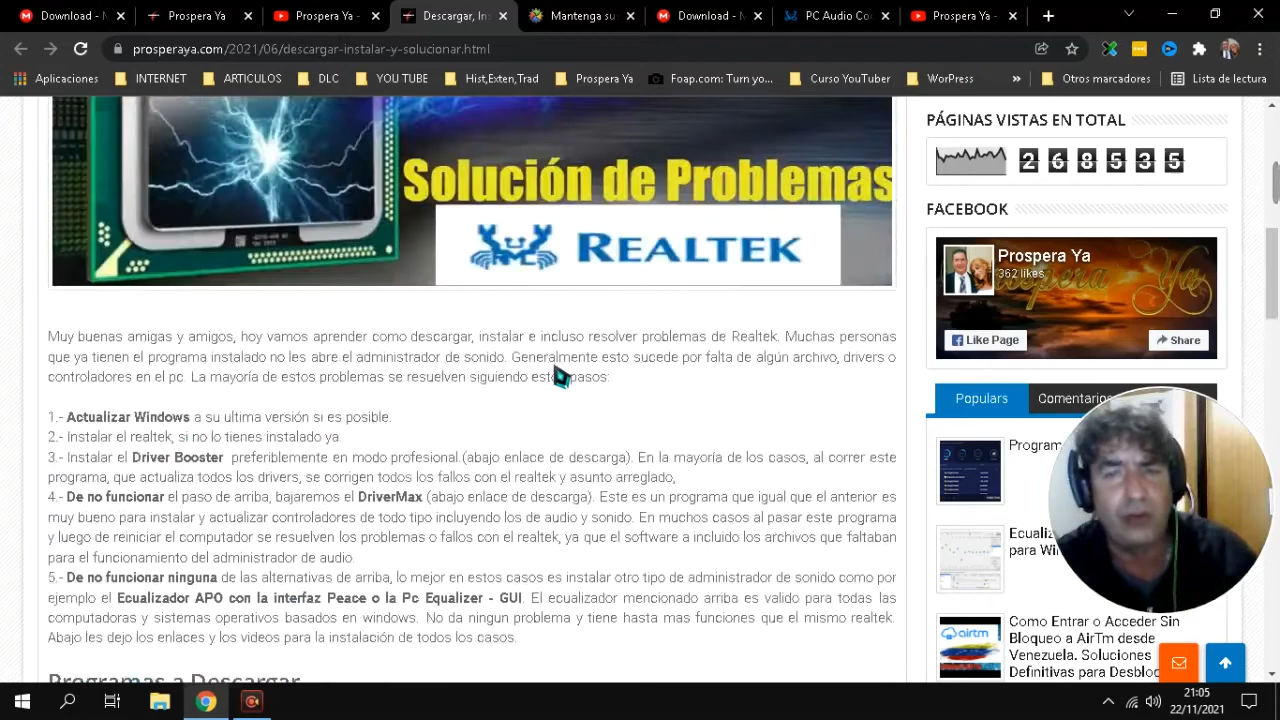 Download - M
Prospera Ya
Prospera Ya -
Descargar, Ins
Mantenga su
Download - M
PC Audio Co
Prospera Ya -
prosperaya.com/2021/06/descargar-instalar-y-solucionar.html
Aplicaciones
INTERNET
ARTICULOS
DLC
YOU TUBE
Hist,Exten,Trad
Prospera Ya
Foap.com: Turn yo...
Curso YouTuber
WorPress
»
Otros marcadores
Lista de lectura
Solución de Problemas
REALTEK
Muy buenas amigas y amigos, hoy vamos aprender como descargar, instalar e incluso resolver problemas de Realtek. Muchas personas
que ya tienen el programa instalado no les abre el administrador de sonido. Generalmente esto sucede por falta de algún archivo, drivers o
controladores en el pc. La mayoría de estos problemas se resuelven siguiendo estos pasos:
1.- Actualizar Windows a su ultima versión si es posible.
2.- Instalar el realtek, si no lo tienes instalado ya.
3.- Instalar el Driver Booster preferiblemente en modo profesional.(abajo enlace de descarga). En la mayoría de los casos, al correr este
programa, que actualiza todos los drivers, se corrigen todos los fallos con realtek y asunto arreglado.
4.- De no funcionar el paso de arriba, usaremos el DriverMax (abajo enlace de descarga). Este es un programa que igual que el anterior es
muy bueno para instalar y actualizar controladores de todo tipo incluyendo los de audio y sonido. En muchos casos al pasar este programa
y luego de reiniciar el computador se resuelven los problemas o fallos con el realtek, ya que el software a incluido los archivos que faltaban
para el funcionamiento del administrador de audio.
5.- De no funcionar ninguna de las alternativas de arriba, lo mejor en estos casos es instalar otro tipo de administrador de sonido como por
ejemplo el Ecualizador APO con la interfaz Peace o la Pc Equalizer - GUI. El ecualizador mencionado arriba es valido para todas las
computadoras y sistemas operativos basados en windows. No da ningun problema y tiene hasta mas funciones que el mismo realtek.
Abajo les dejo los enlaces y los videos para la instalación de todos los casos.
Programas a Descargar
PÁGINAS VISTAS EN TOTAL
268535
FACEBOOK
Prospera Ya
362 likes
Like Page
Share
Populars
Comentarios
Program
Ecualiz
para Wi
airtm
Como Entrar o Acceder Sin
Bloqueo a AirTm desde
Venezuela. Soluciones
Definitivas para Desbloq
21:05
22/11/2021